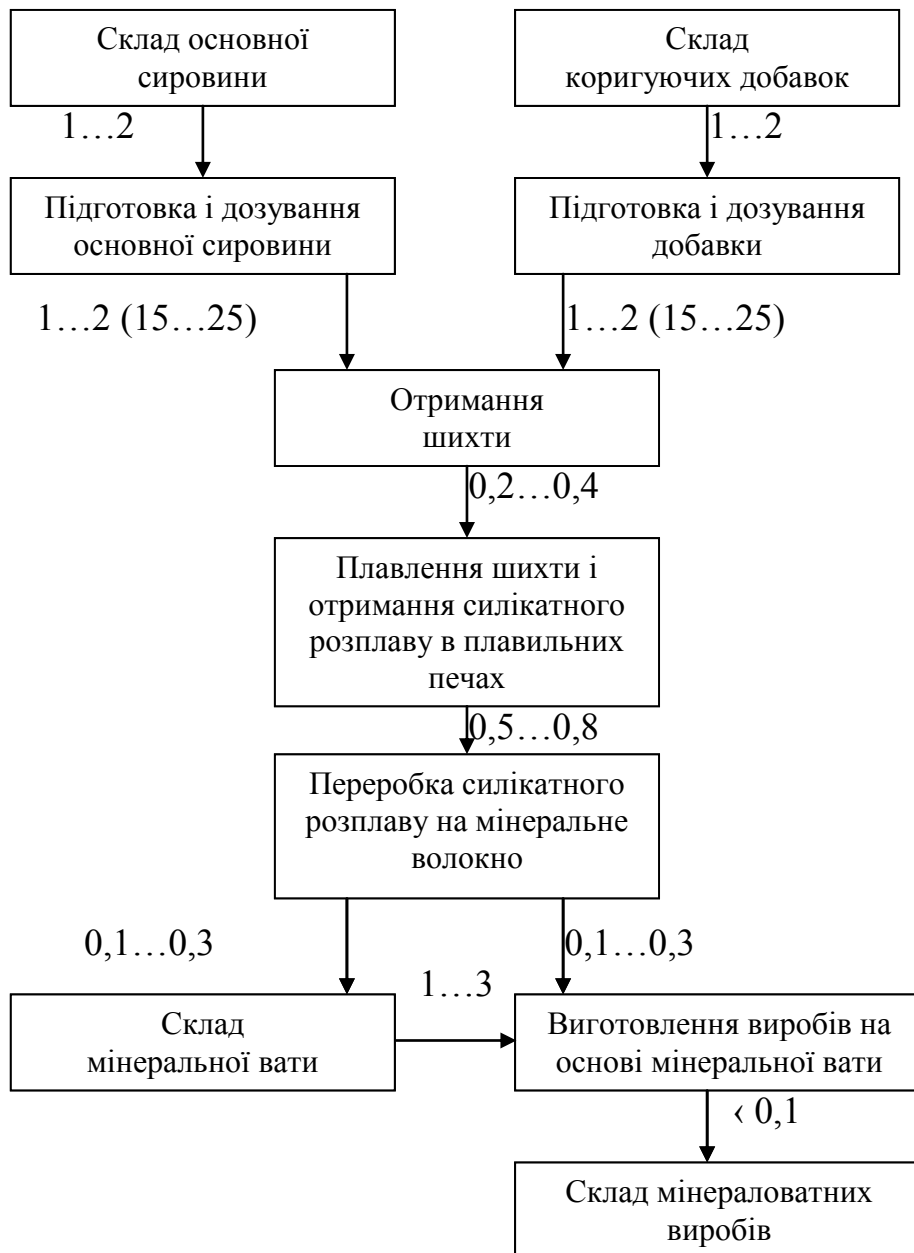 Склад основної
сировини
Склад
коригуючих добавок
1…2
1…2
Підготовка і дозування
основної сировини
Підготовка і дозування
добавки
1…2 (15…25)
1…2 (15…25)
Отримання
шихти
0,2…0,4
Плавлення шихти і
отримання силікатного
розплаву в плавильних
печах
0,5…0,8
Переробка силікатного
розплаву на мінеральне
волокно
0,1…0,3
0,1…0,3
1…3
Склад
мінеральної вати
Виготовлення виробів на
основі мінеральної вати
‹ 0,1
Склад мінераловатних
виробів